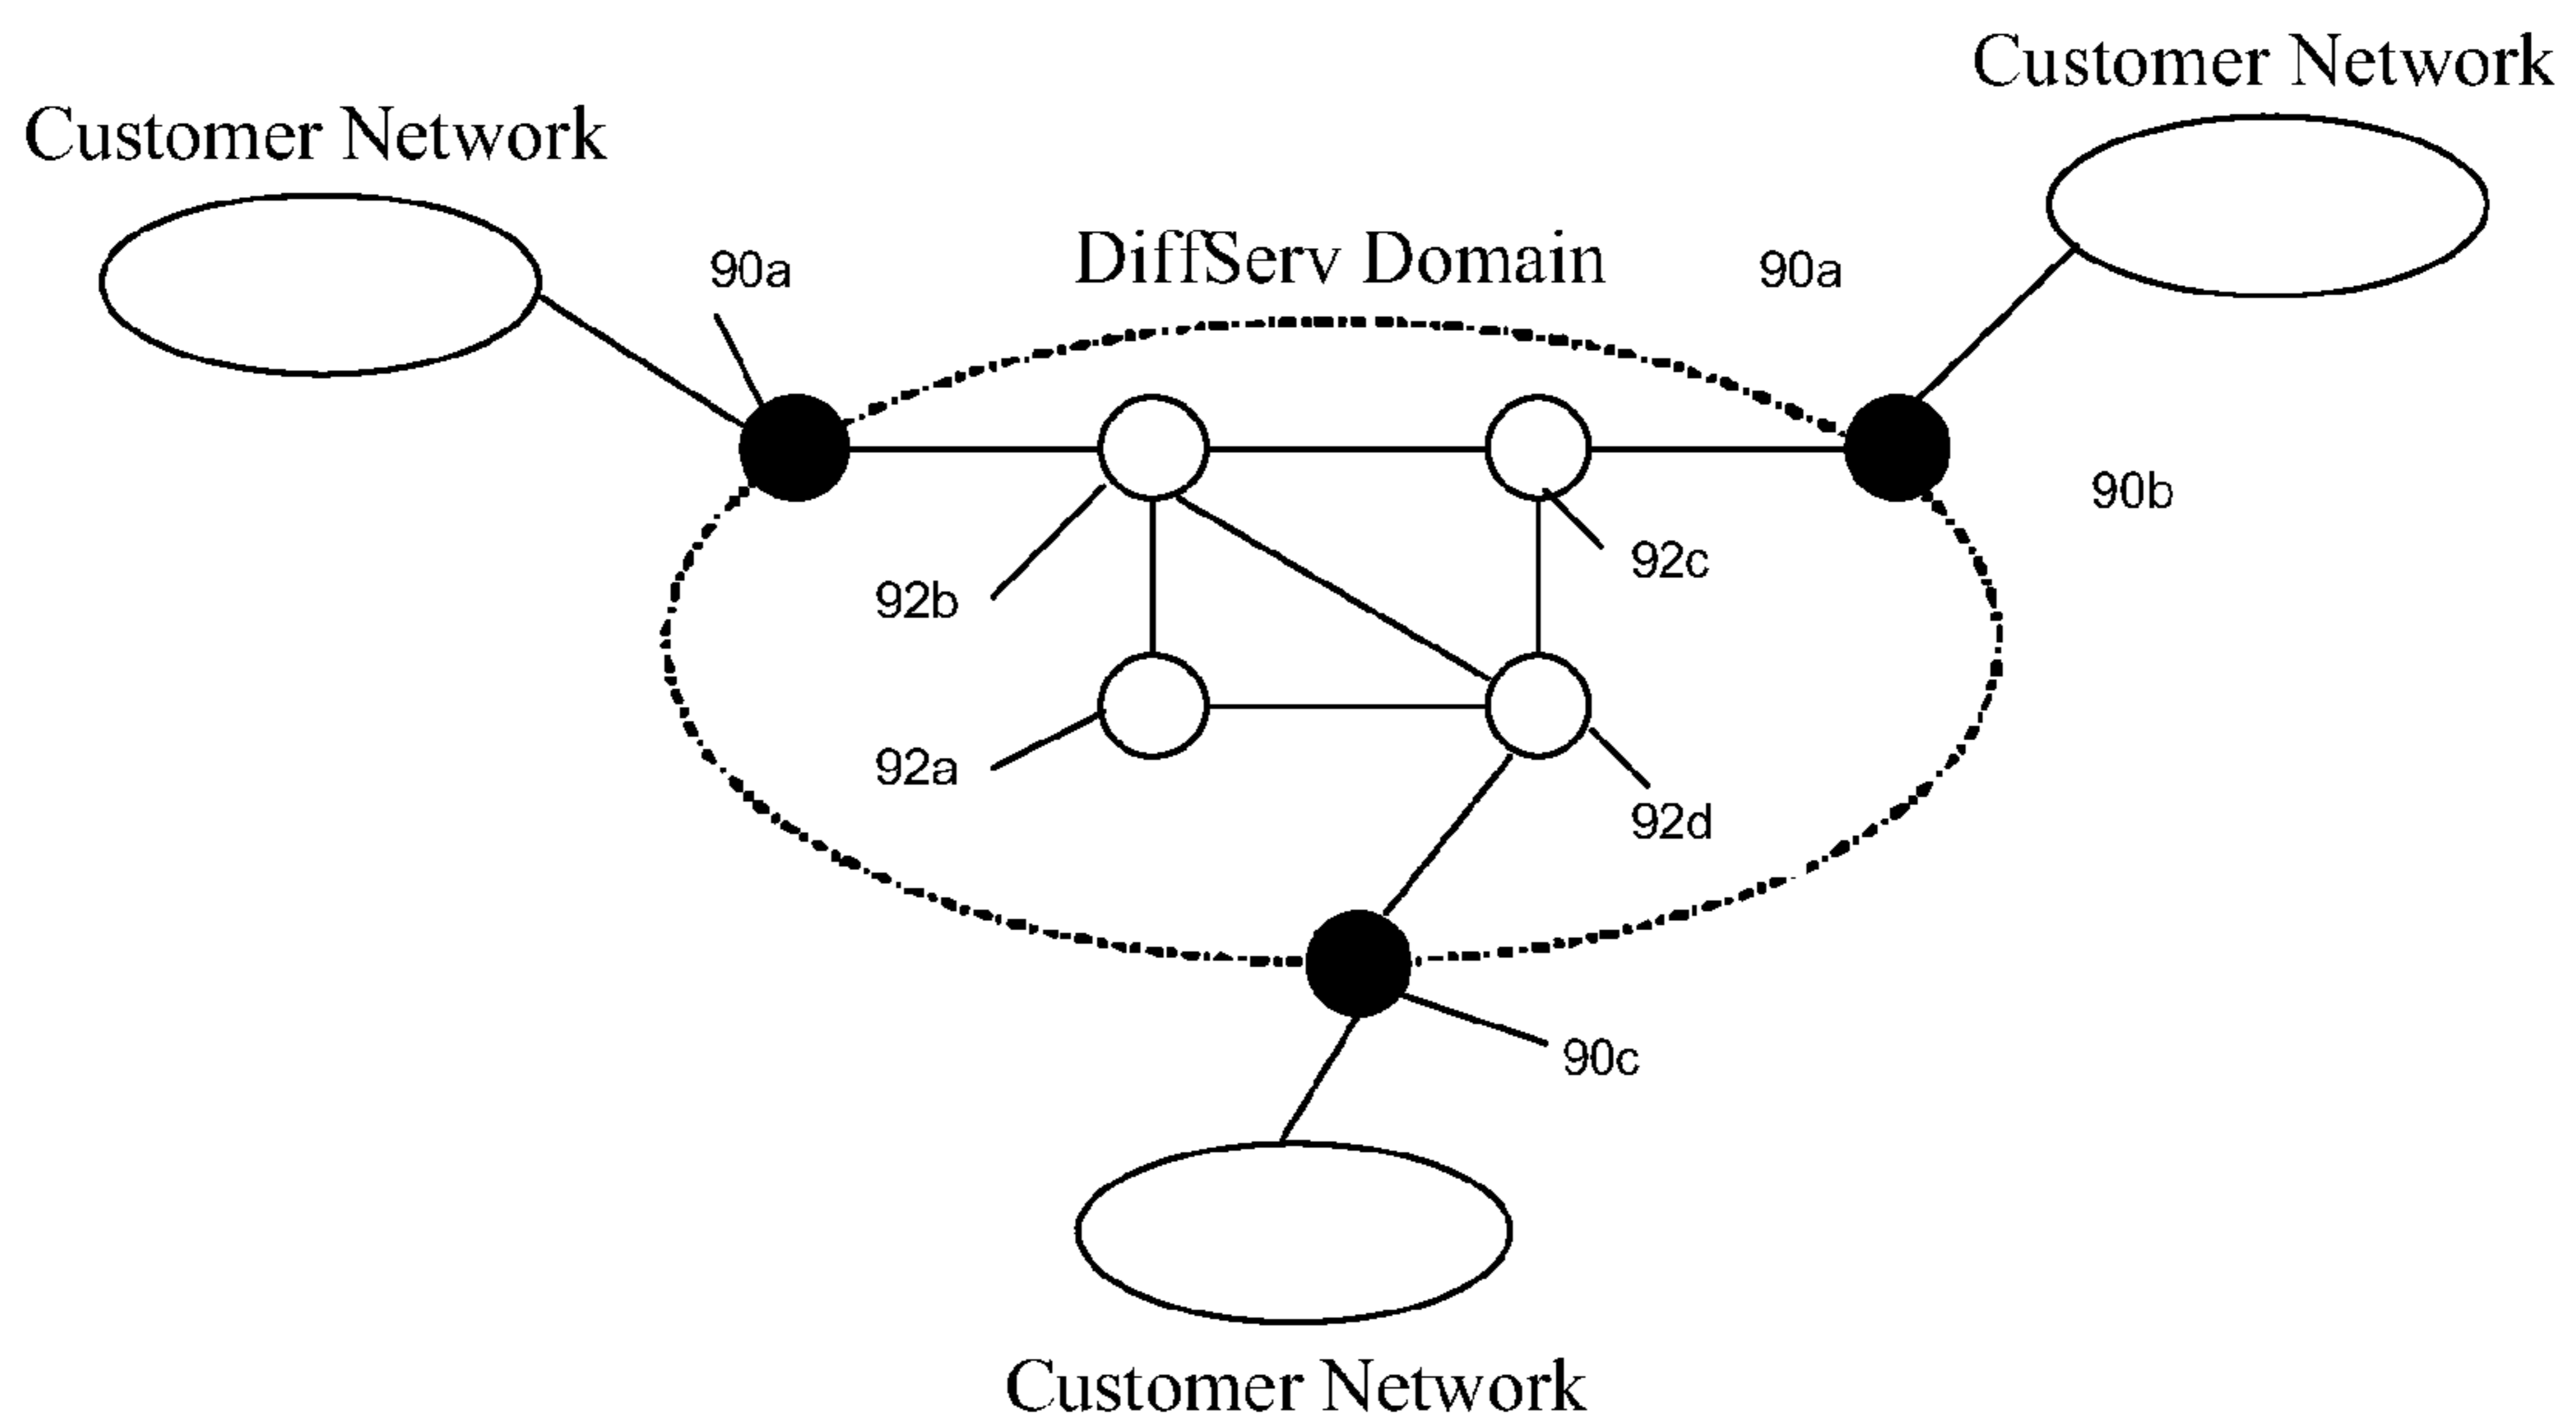 Customer Network
Customer Network
DiffServ Domain
90a
90a
90b
92c
92b
92a
92d
90c
Customer Network